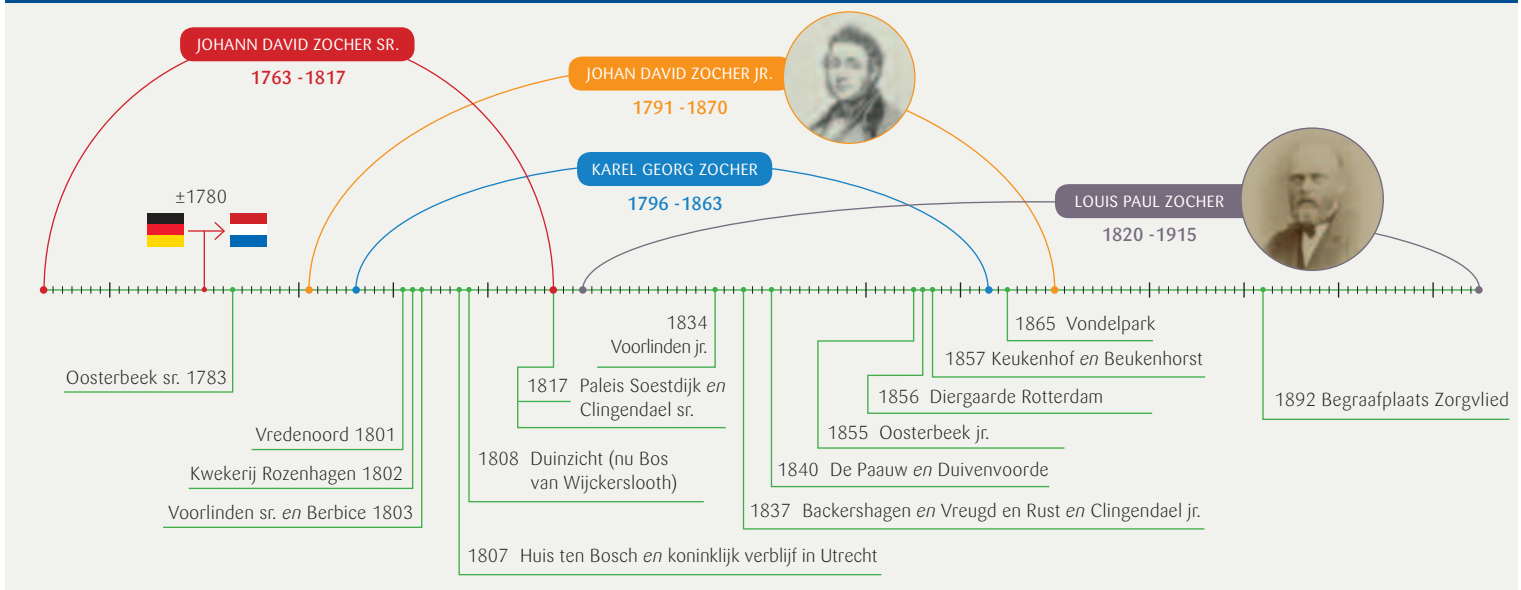 JOHANN DAVID ZOCHER SR.
1763 -1817
JOHAN DAVID ZOCHER JR.
1791 -1870
KAREL GEORG ZOCHER
1796 -1863
LOUIS PAUL ZOCHER
1820 -1915
±1780
Oosterbeek sr. 1783
Vredenoord 1801
Kwekerij Rozenhagen 1802
Voorlinden sr. en Berbice 1803
1807 Huis ten Bosch en koninklijk verblijf in Utrecht
1808 Duinzicht (nu Bos
van Wijckerslooth)
1817 Paleis Soestdijk en
Clingendael sr.
1834
Voorlinden jr.
1837 Backershagen en Vreugd en Rust en Clingendael jr.
1840 De Paauw en Duivenvoorde
1855 Oosterbeek jr.
1856 Diergaarde Rotterdam
1857 Keukenhof en Beukenhorst
1865 Vondelpark
1892 Begraafplaats Zorgvlied